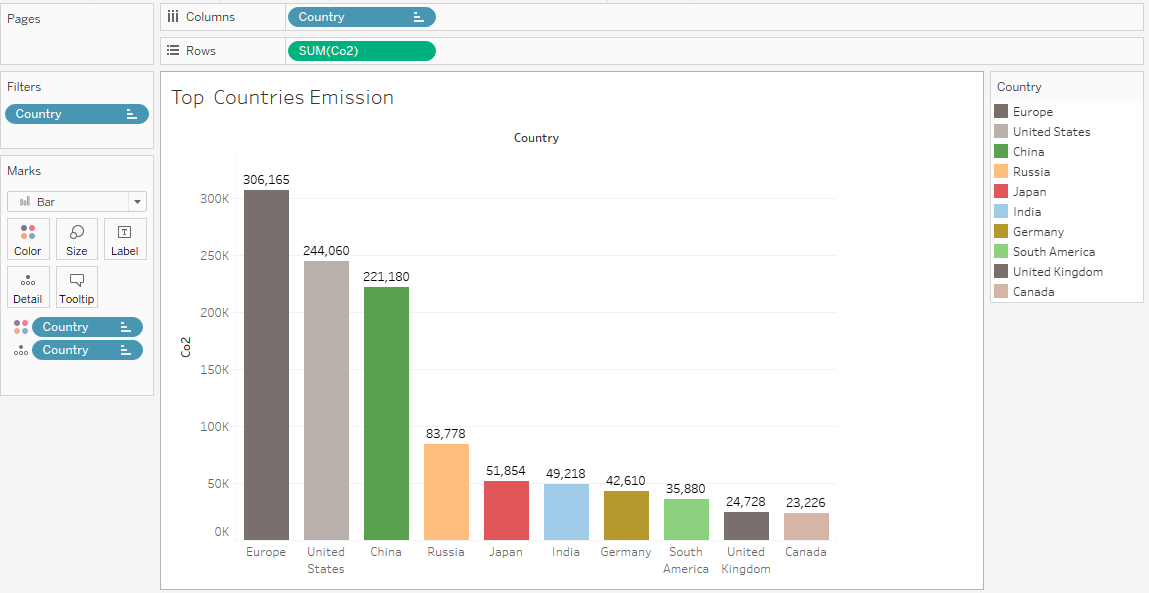 Pages
Columns
Country
Rows
SUM(Co2)
Filters
Country
Marks
Bar
Color
Size
Label
Detail
Tooltip
Country
Country
Top Countries Emission
Country
Co2
300K
250K
200K
150K
100K
50K
0K
306,165
244,060
221,180
83,778
51,854
49,218
42,610
35,880
24,728
23,226
Europe
United
States
China
Russia
Japan
India
Germany
South
America
United
Kingdom
Canada
Country
Europe
United States
China
Russia
Japan
India
Germany
South America
United Kingdom
Canada